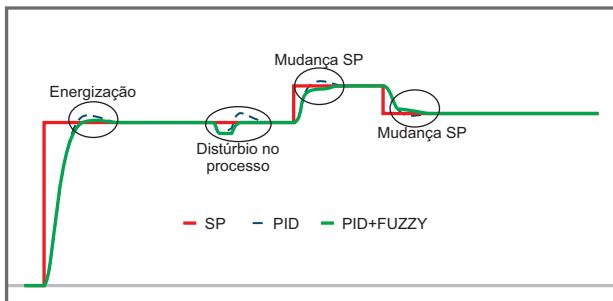 Energização
Mudança SP
Distúrbio no
processo
Mudança SP
SP
PID
PID+FUZZY